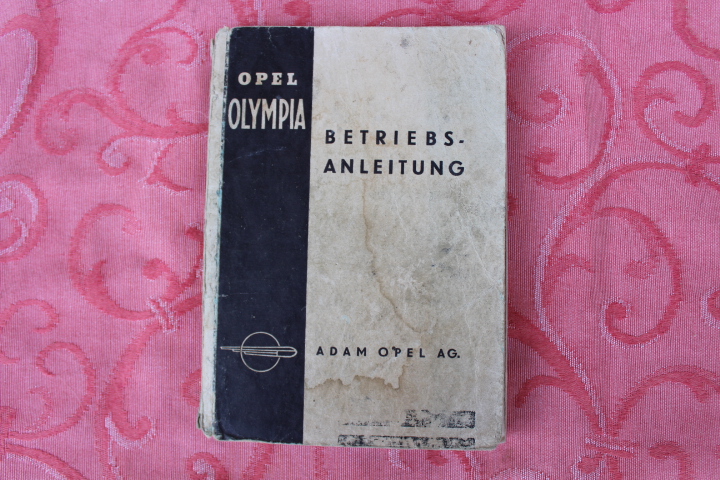 OPEL
OLYMPIA
BETRIEBS-
ANLEITUNG
ADAM OPEL AG.